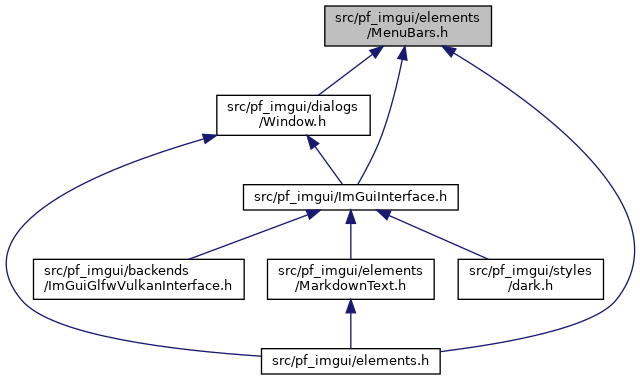 src/pf_imgui/elements
/MenuBars.h
src/pf_imgui/dialogs
/Window.h
src/pf_imgui/ImGuiInterface.h
src/pf_imgui/backends
/ImGuiGlfwVulkanInterface.h
src/pf_imgui/elements
/MarkdownText.h
src/pf_imgui/styles
/dark.h
src/pf_imgui/elements.h